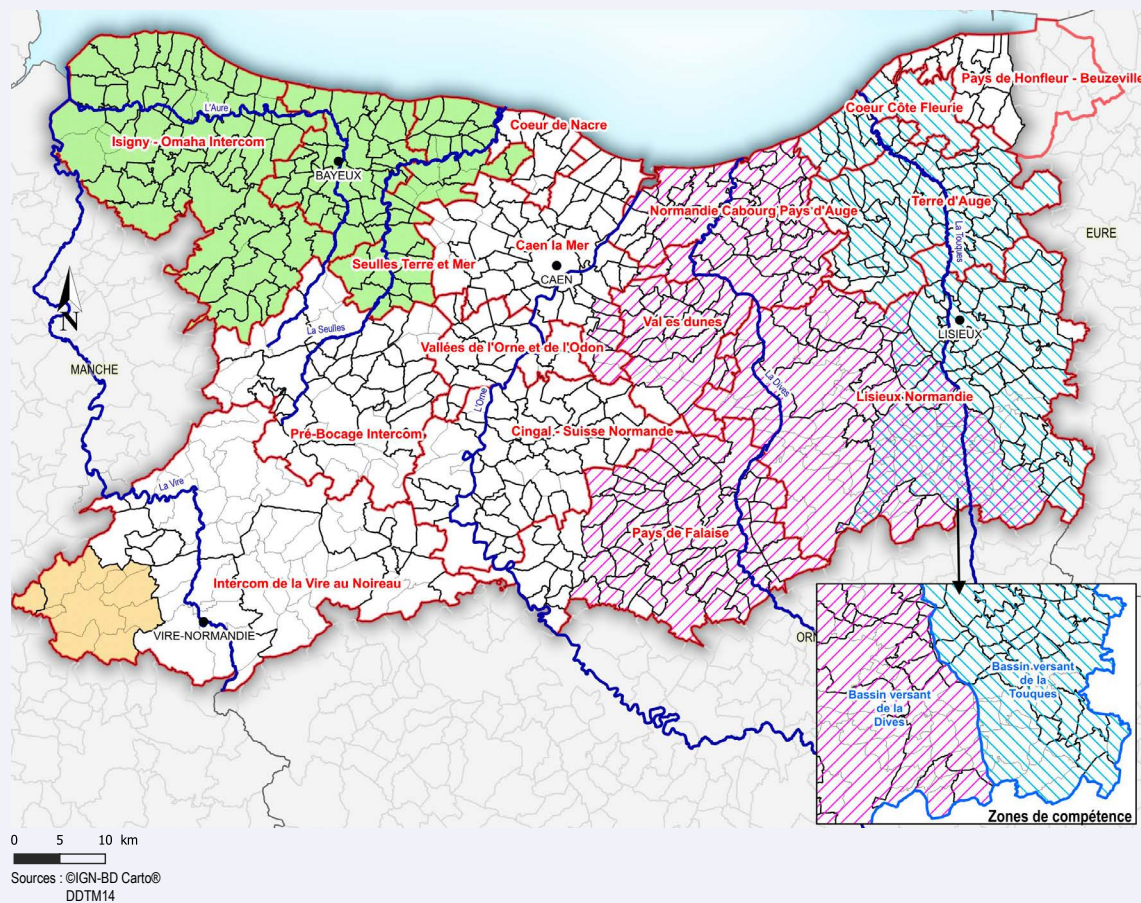 Pays de Honfleur - Beuzeville
Coeur Côte Fleurie
L'Aure
Coeur de Nacre
Isigny - Omaha Intercom
BAYEUX
Terre d'Auge
Normandie Cabourg Pays d'Auge
La Touques
EURE
Caen la Mer
Seulles Terre et Mer
CAEN
N
Val es dunes
La Seulles
LISIEUX
Vallées de l'Orne et de l'Odon
MANCHE
La Dives
L'Orne
Lisieux Normandie
Cingal - Suisse Normande
Pré-Bocage Intercom
La Vire
Pays de Falaise
Intercom de la Vire au Noireau
VIRE-NORMANDIE
Bassin versant
de la
Touques
Bassin versant
de la
Dives
Zones de compétence
0 5 10 km
Sources : ©IGN-BD Carto®
DDTM14